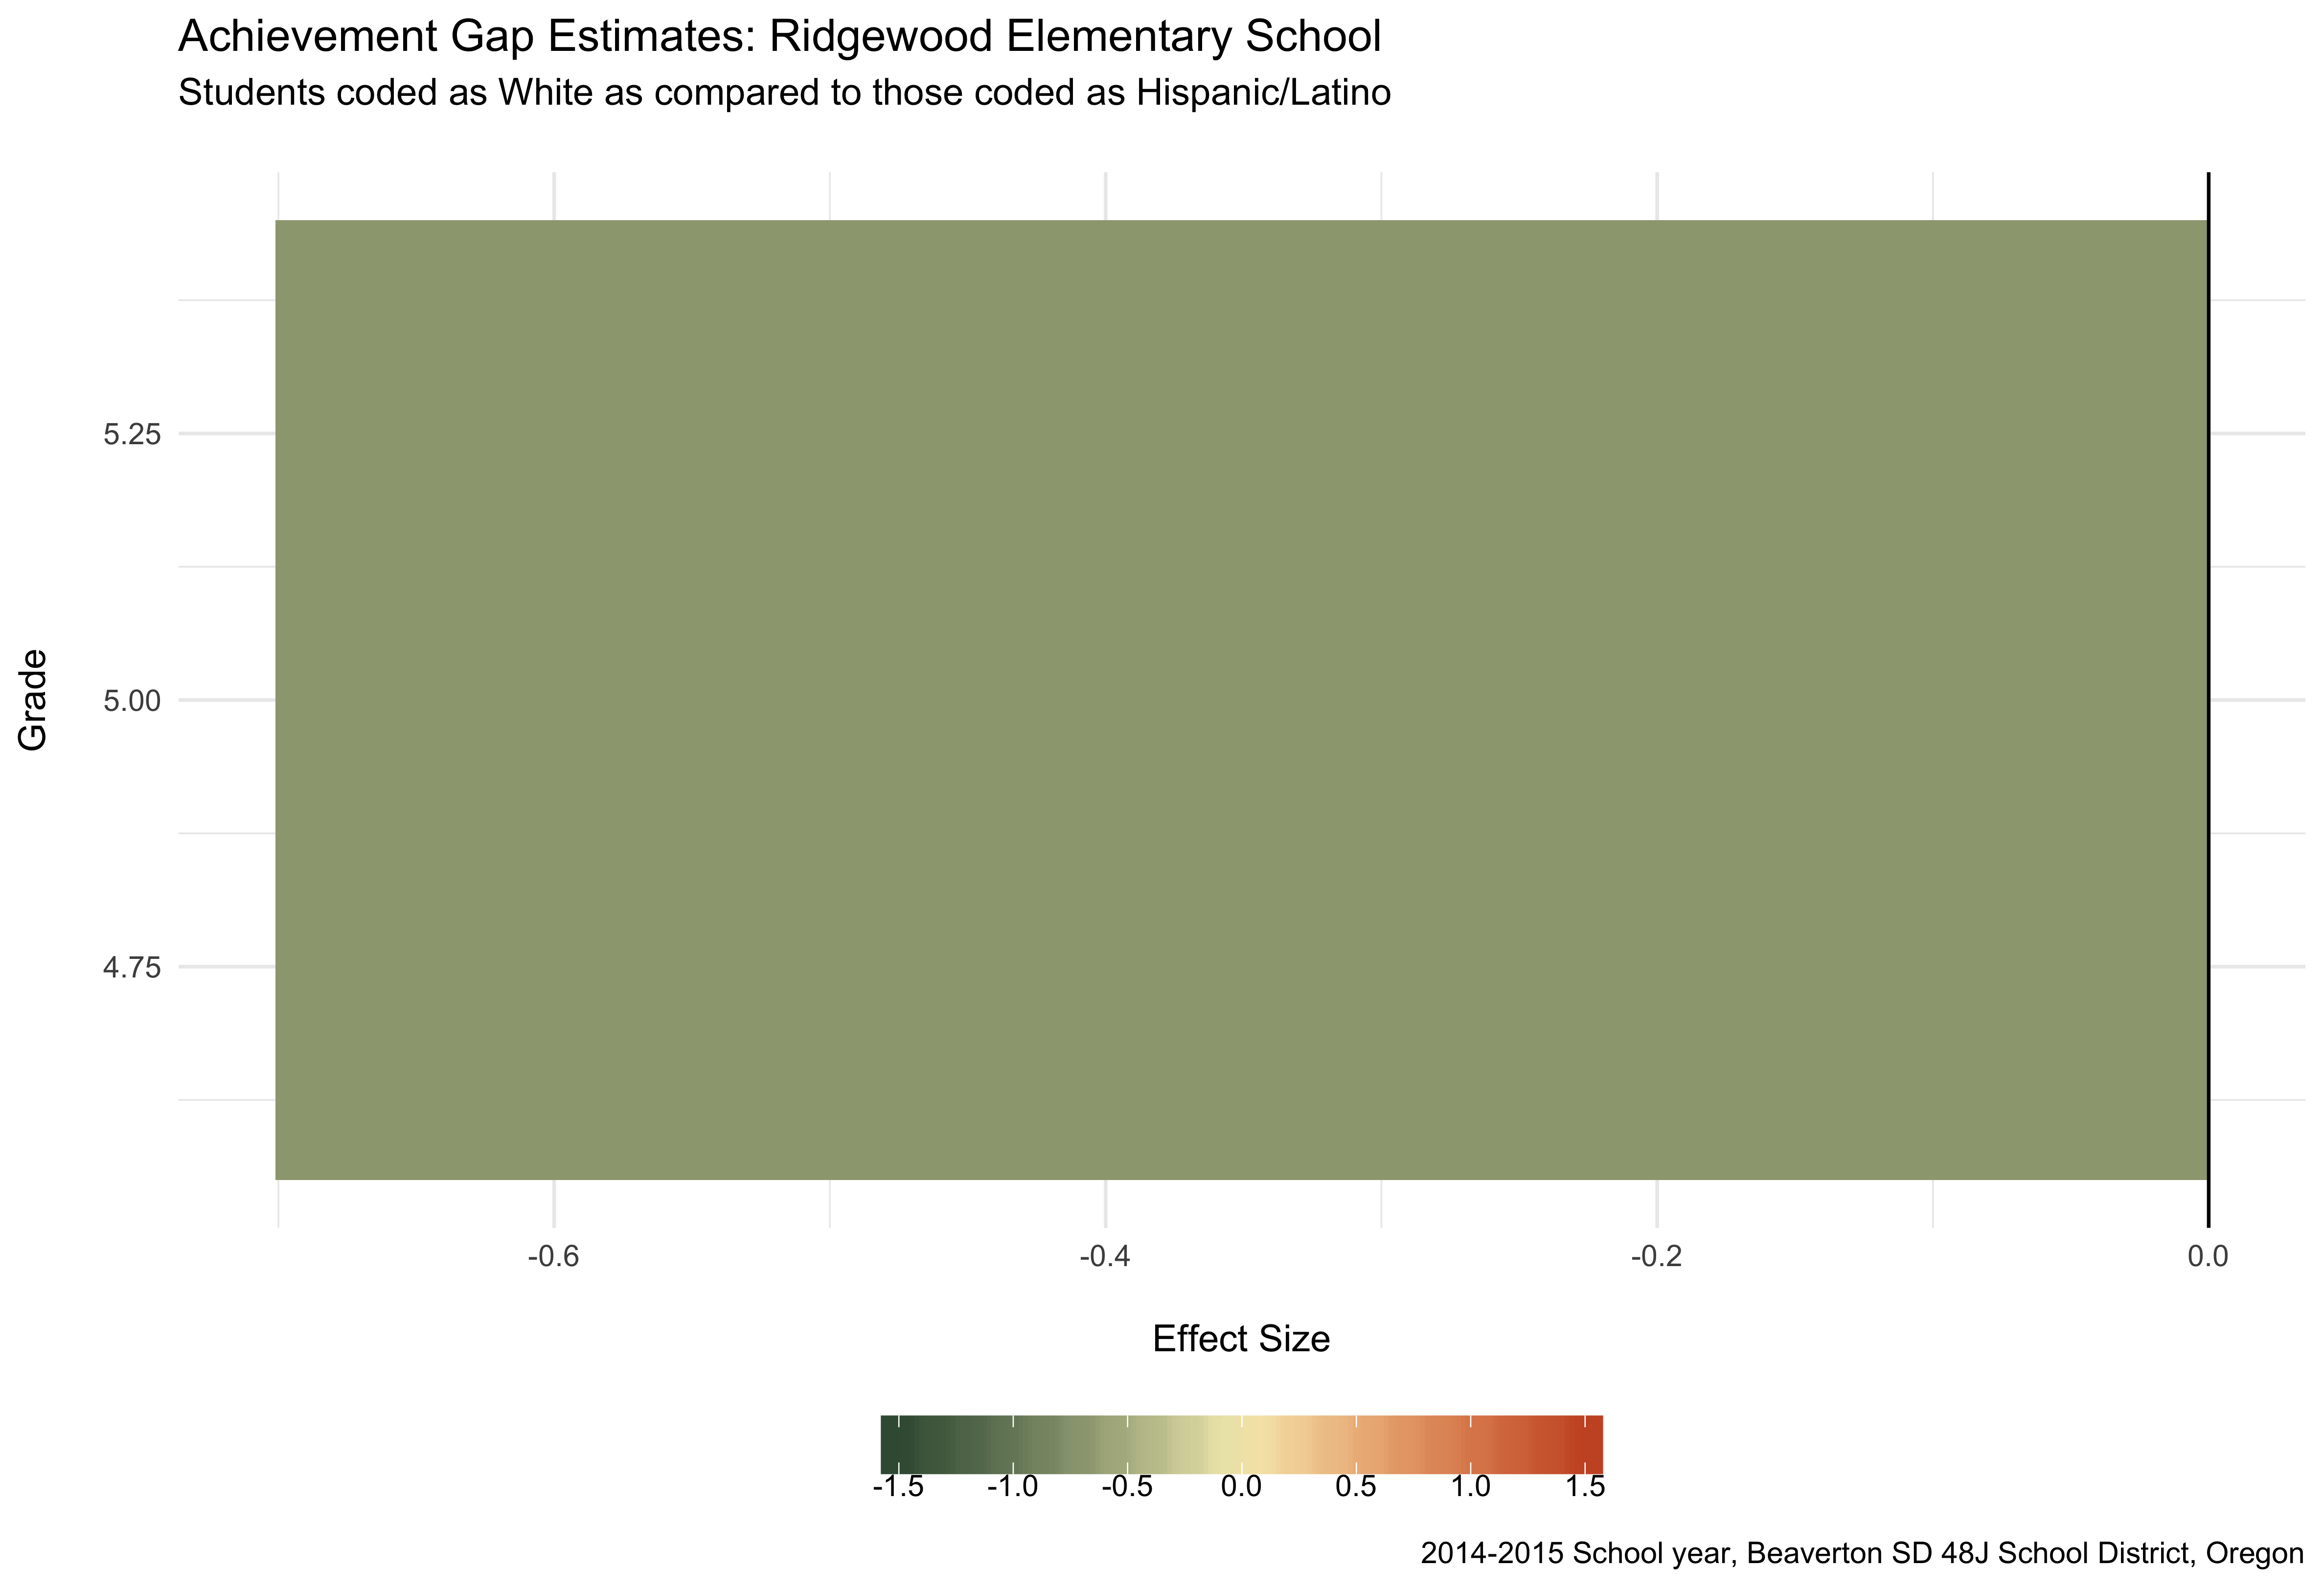 Achievement Gap Estimates: Ridgewood Elementary School
Students coded as White as compared to those coded as Hispanic/Latino
Grade
5.25
5.00
4.75
-0.6 -0.4 -0.2 0.0
Effect Size
-1.5 -1.0 -0.5 0.0 0.5 1.0 1.5
2014-2015 School year, Beaverton SD 48J School District, Oregon